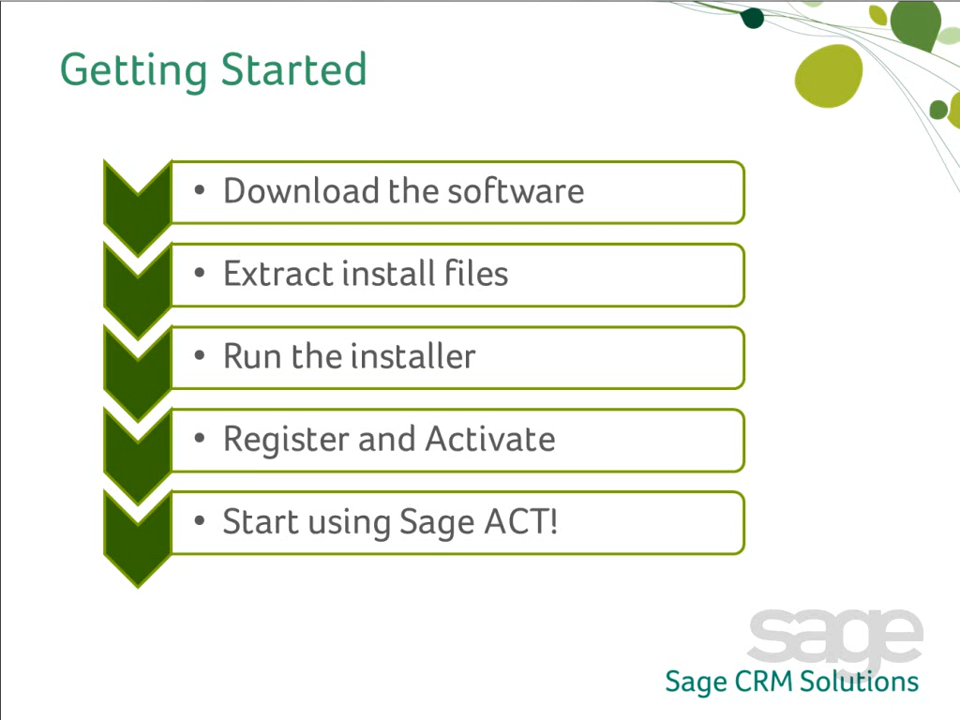 Getting Started
• Download the software
• Extract install files
• Run the installer
• Register and Activate
• Start using Sage ACT!
sage
Sage CRM Solutions